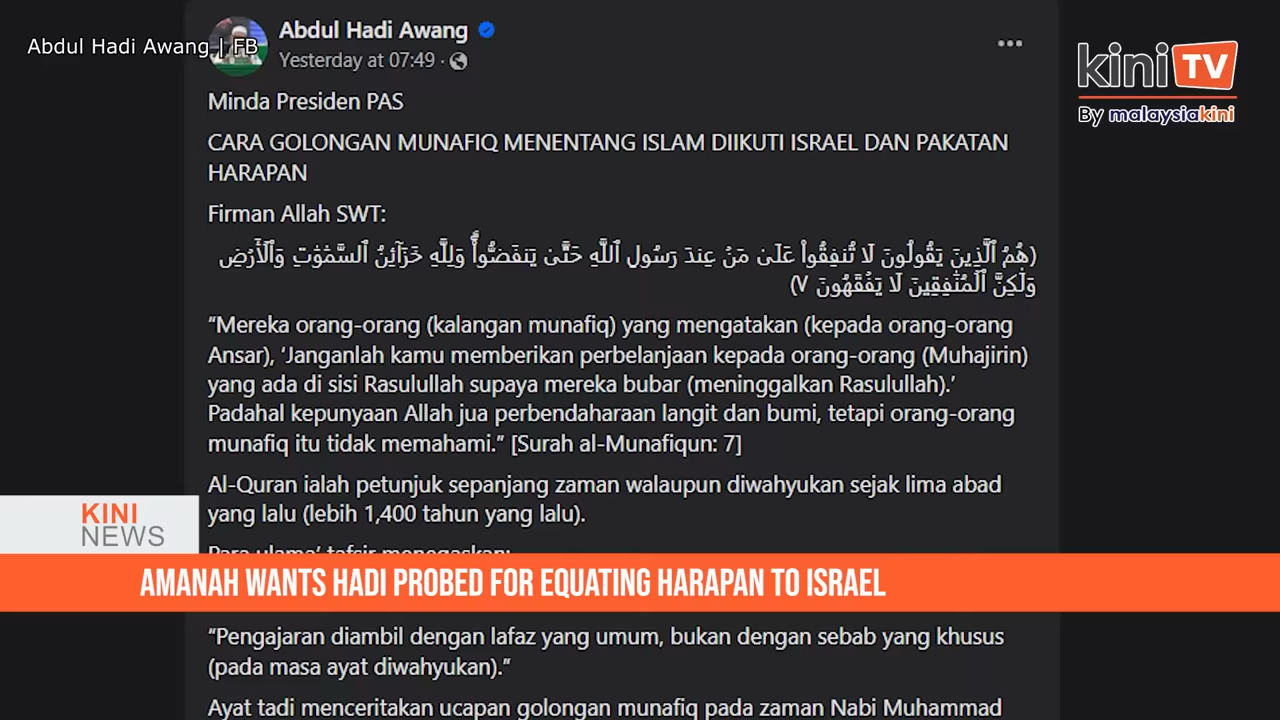 Abdul Hadi Awang | FB
Abdul Hadi Awang
Yesterday at 07:49 ·
kini TV
By malaysiakini
Minda Presiden PAS
CARA GOLONGAN MUNAFIQ MENENTANG ISLAM DIIKUTI ISRAEL DAN PAKATAN
HARAPAN
Firman Allah SWT:
(هُمُ ٱلَّذِينَ يَقُولُونَ لَا تُنفِقُواْ عَلَىٰ مَنۡ عِندَ رَسُولِ ٱللَّهِ حَتَّىٰ يَنفَضُّواْۗ وَلِلَّهِ خَزَآئِنُ ٱلسَّمَٰوَٰتِ وَٱلۡأَرۡضِ
وَلَٰكِنَّ ٱلۡمُنَٰفِقِينَ لَا يَفۡقَهُونَ ٧)
“Mereka orang-orang (kalangan munafiq) yang mengatakan (kepada orang-orang
Ansar), ‘Janganlah kamu memberikan perbelanjaan kepada orang-orang (Muhajirin)
yang ada di sisi Rasulullah supaya mereka bubar (meninggalkan Rasulullah).’
Padahal kepunyaan Allah jua perbendaharaan langit dan bumi, tetapi orang-orang
munafiq itu tidak memahami.” [Surah al-Munafiqun: 7]
Al-Quran ialah petunjuk sepanjang zaman walaupun diwahyukan sejak lima abad
yang lalu (lebih 1,400 tahun yang lalu).
Para ulama’ tafsir menegaskan:
KINI
NEWS
AMANAH WANTS HADI PROBED FOR EQUATING HARAPAN TO ISRAEL
“Pengajaran diambil dengan lafaz yang umum, bukan dengan sebab yang khusus
(pada masa ayat diwahyukan).”
Ayat tadi menceritakan ucapan golongan munafiq pada zaman Nabi Muhammad